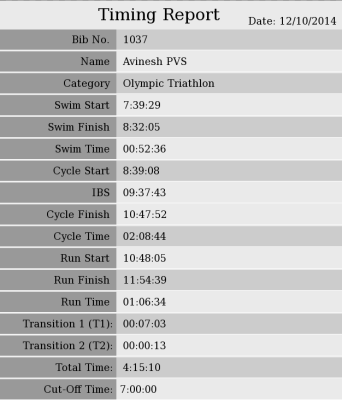 Timing Report
Date: 12/10/2014
Bib No. 1037
Name Avinesh PVS
Category Olympic Triathlon
Swim Start 7:39:29
Swim Finish 8:32:05
Swim Time 00:52:36
Cycle Start 8:39:08
IBS 09:37:43
Cycle Finish 10:47:52
Cycle Time 02:08:44
Run Start 10:48:05
Run Finish 11:54:39
Run Time 01:06:34
Transition 1 (T1): 00:07:03
Transition 2 (T2): 00:00:13
Total Time: 4:15:10
Cut-Off Time: 7:00:00